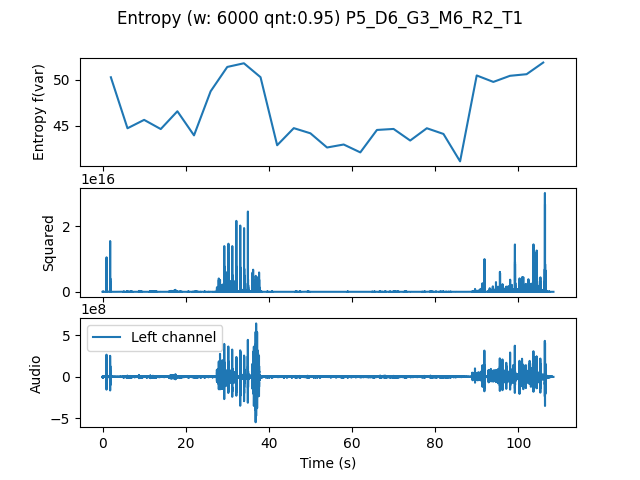 Entropy (w: 6000 qnt:0.95) P5_D6_G3_M6_R2_T1
Entropy f(var)
50
45
1e16
Squared
2
0
1e8
Left channel
Audio
5
0
−5
0 20 40 60 80 100
Time (s)